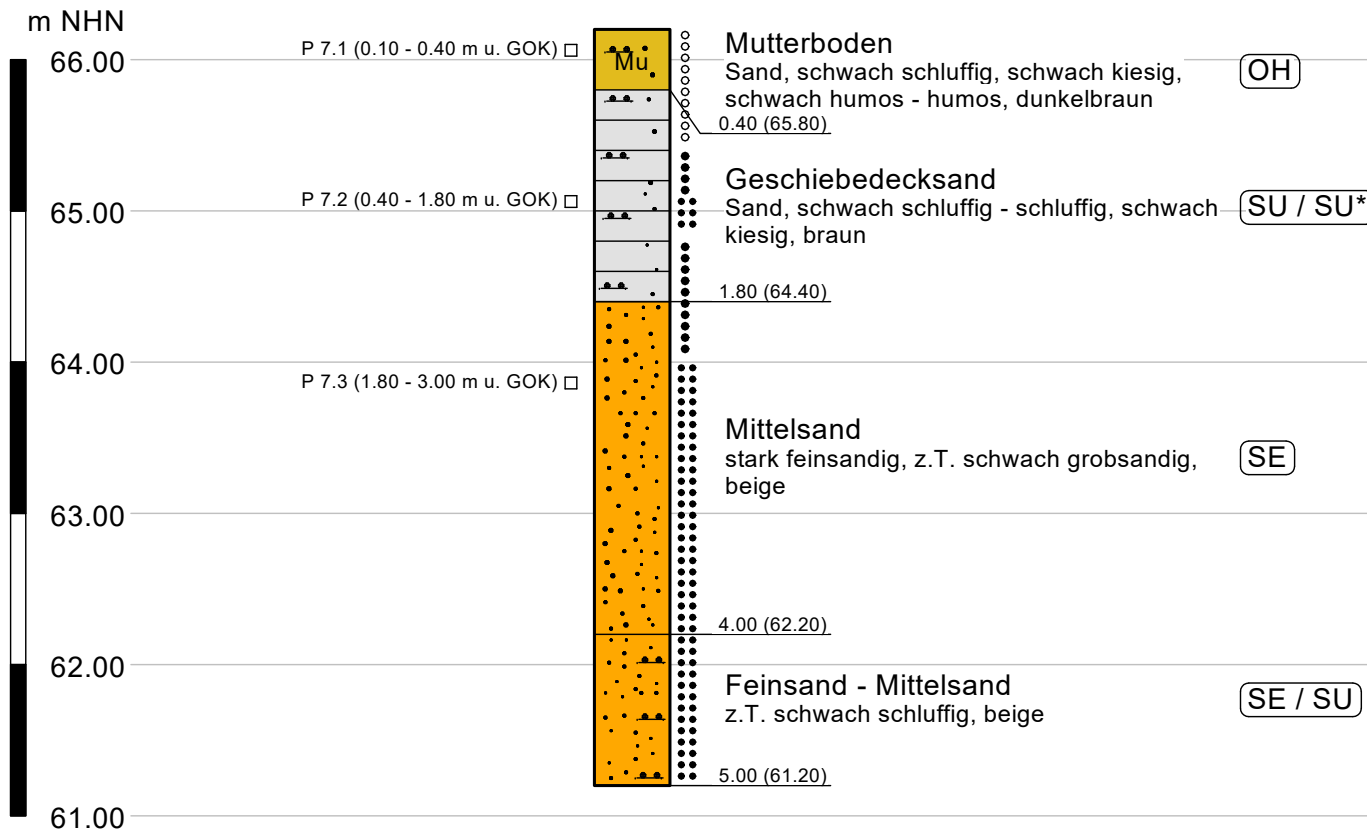 m NHN
66.00
65.00
64.00
63.00
62.00
61.00
P 7.1 (0.10 - 0.40 m u. GOK)
P 7.2 (0.40 - 1.80 m u. GOK)
P 7.3 (1.80 - 3.00 m u. GOK)
Mu
Mutterboden
Sand, schwach schluffig, schwach kiesig,
schwach humos - humos, dunkelbraun
0.40 (65.80)
OH
Geschiebedecksand
Sand, schwach schluffig - schluffig, schwach
kiesig, braun
1.80 (64.40)
SU / SU*
Mittelsand
stark feinsandig, z.T. schwach grobsandig,
beige
4.00 (62.20)
SE
Feinsand - Mittelsand
z.T. schwach schluffig, beige
5.00 (61.20)
SE / SU